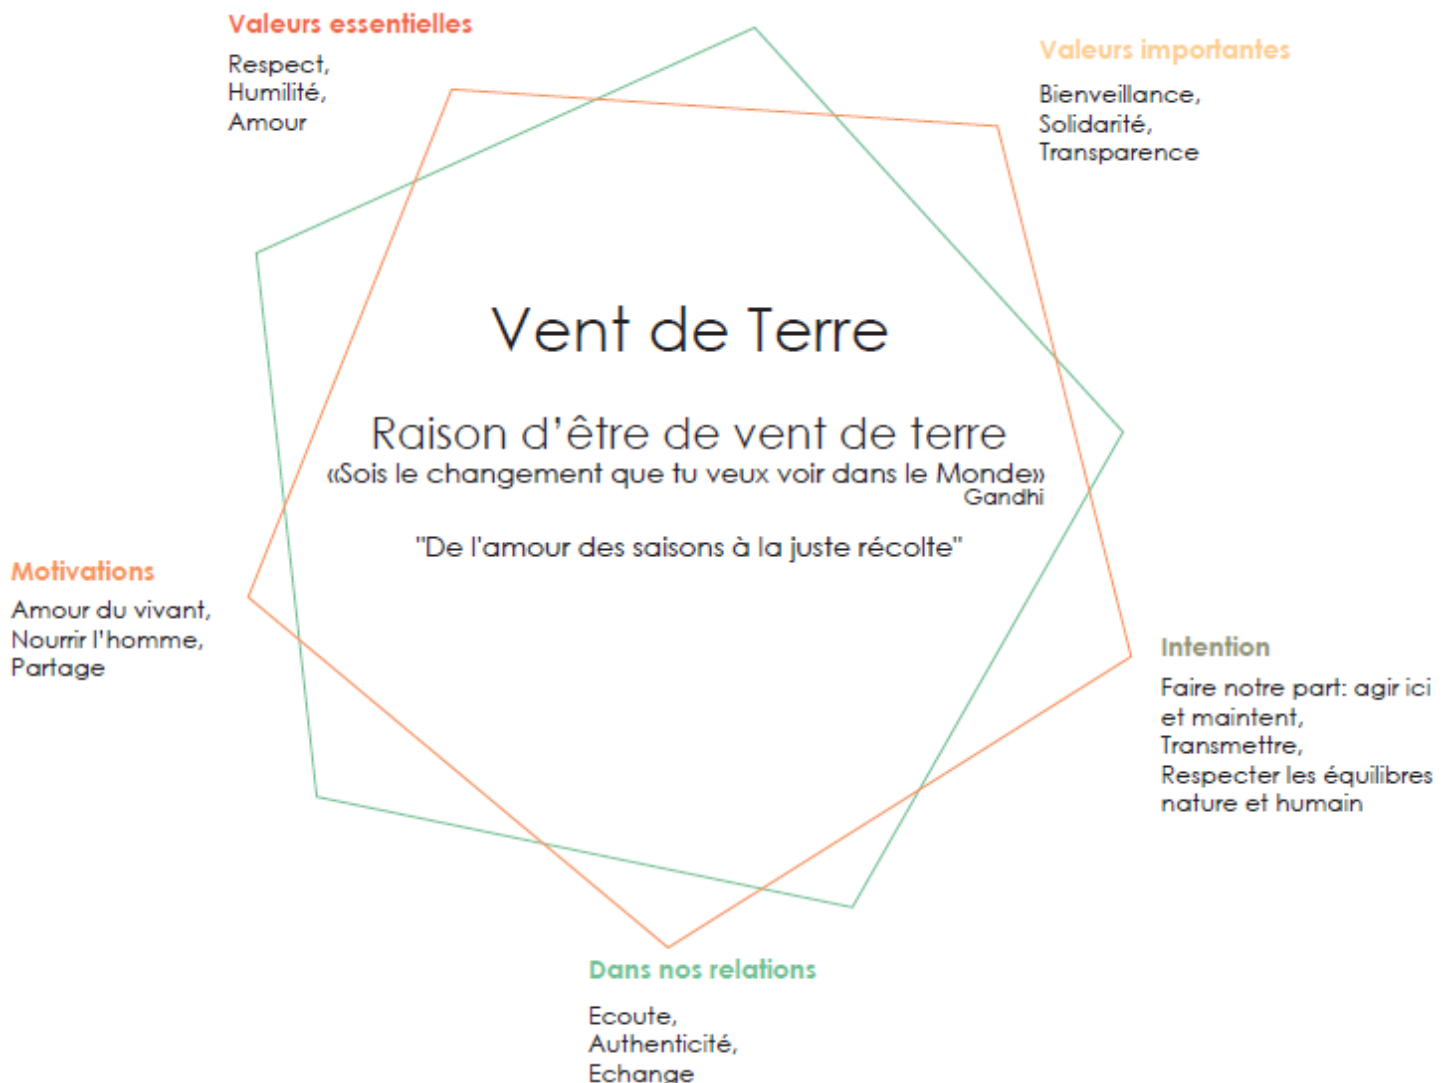 Valeurs essentielles
Respect,
Humilité,
Amour
Valeurs importantes
Bienveillance,
Solidarité,
Transparence
Vent de Terre
Raison d'être de vent de terre
«Sois le changement que tu veux voir dans le Monde»
Gandhi
"De l'amour des saisons à la juste récolte"
Motivations
Amour du vivant,
Nourrir l'homme,
Partage
Intention
Faire notre part: agir ici
et maintent,
Transmettre,
Respecter les équilibres
nature et humain
Dans nos relations
Ecoute,
Authenticité,
Echange